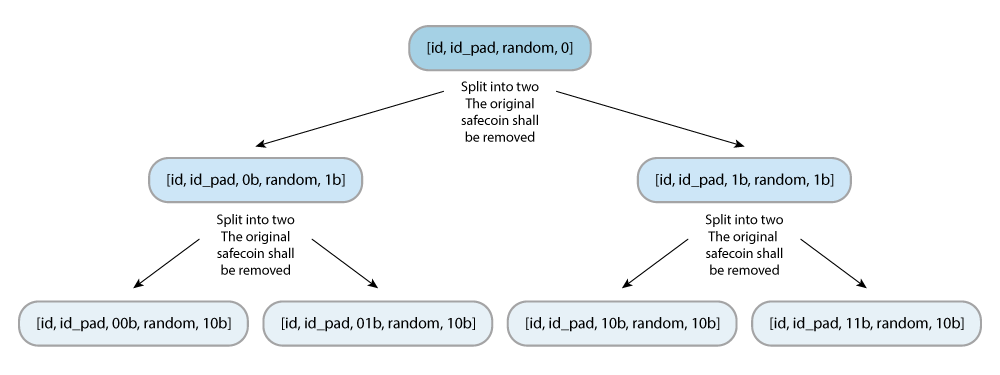 [id, id_pad, random, 0]
Split into two
The original
safecoin shall
be removed
[id, id_pad, 0b, random, 1b]
[id, id_pad, 1b, random, 1b]
Split into two
The original
safecoin shall
be removed
Split into two
The original
safecoin shall
be removed
[id, id_pad, 00b, random, 10b]
[id, id_pad, 01b, random, 10b]
[id, id_pad, 10b, random, 10b]
[id, id_pad, 11b, random, 10b]